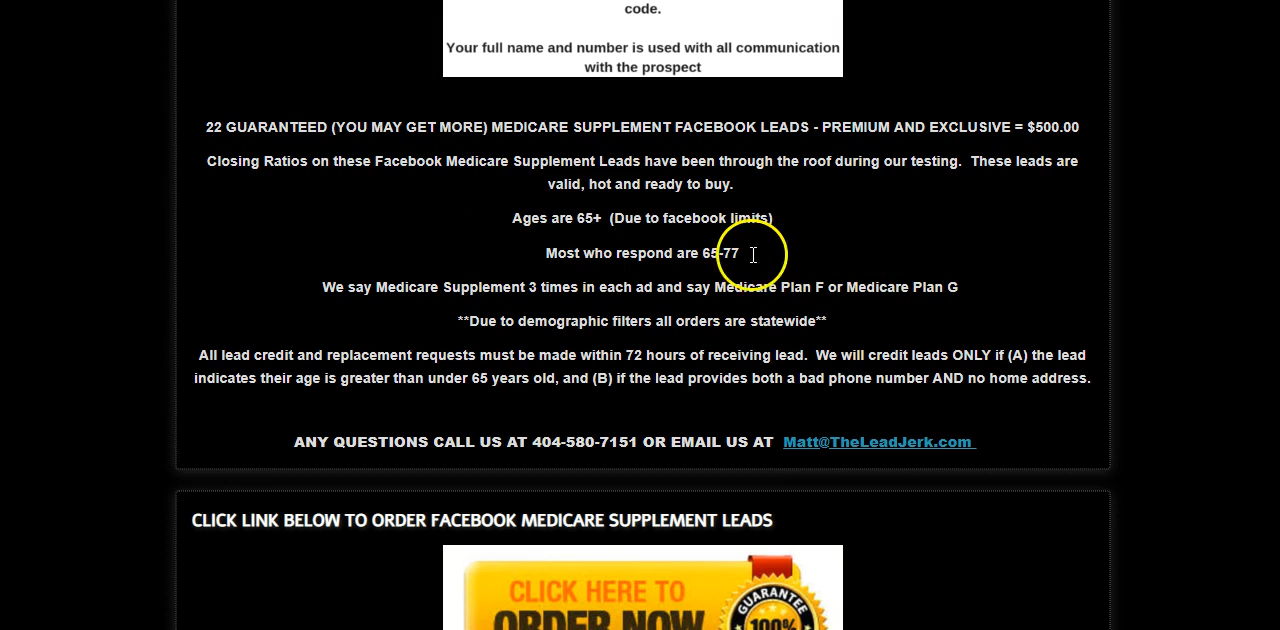 code.
Your full name and number is used with all communication
with the prospect
22 GUARANTEED (YOU MAY GET MORE) MEDICARE SUPPLEMENT FACEBOOK LEADS - PREMIUM AND EXCLUSIVE = $500.00
Closing Ratios on these Facebook Medicare Supplement Leads have been through the roof during our testing.  These leads are
valid, hot and ready to buy.
Ages are 65+  (Due to facebook limits)
Most who respond are 65-77
We say Medicare Supplement 3 times in each ad and say Medicare Plan F or Medicare Plan G
**Due to demographic filters all orders are statewide**
All lead credit and replacement requests must be made within 72 hours of receiving lead.  We will credit leads ONLY if (A) the lead
indicates their age is greater than under 65 years old, and (B) if the lead provides both a bad phone number AND no home address.
ANY QUESTIONS CALL US AT 404-580-7151 OR EMAIL US AT  Matt@TheLeadJerk.com
CLICK LINK BELOW TO ORDER FACEBOOK MEDICARE SUPPLEMENT LEADS
CLICK HERE TO
ORDER NOW
GUARANTEE
100%